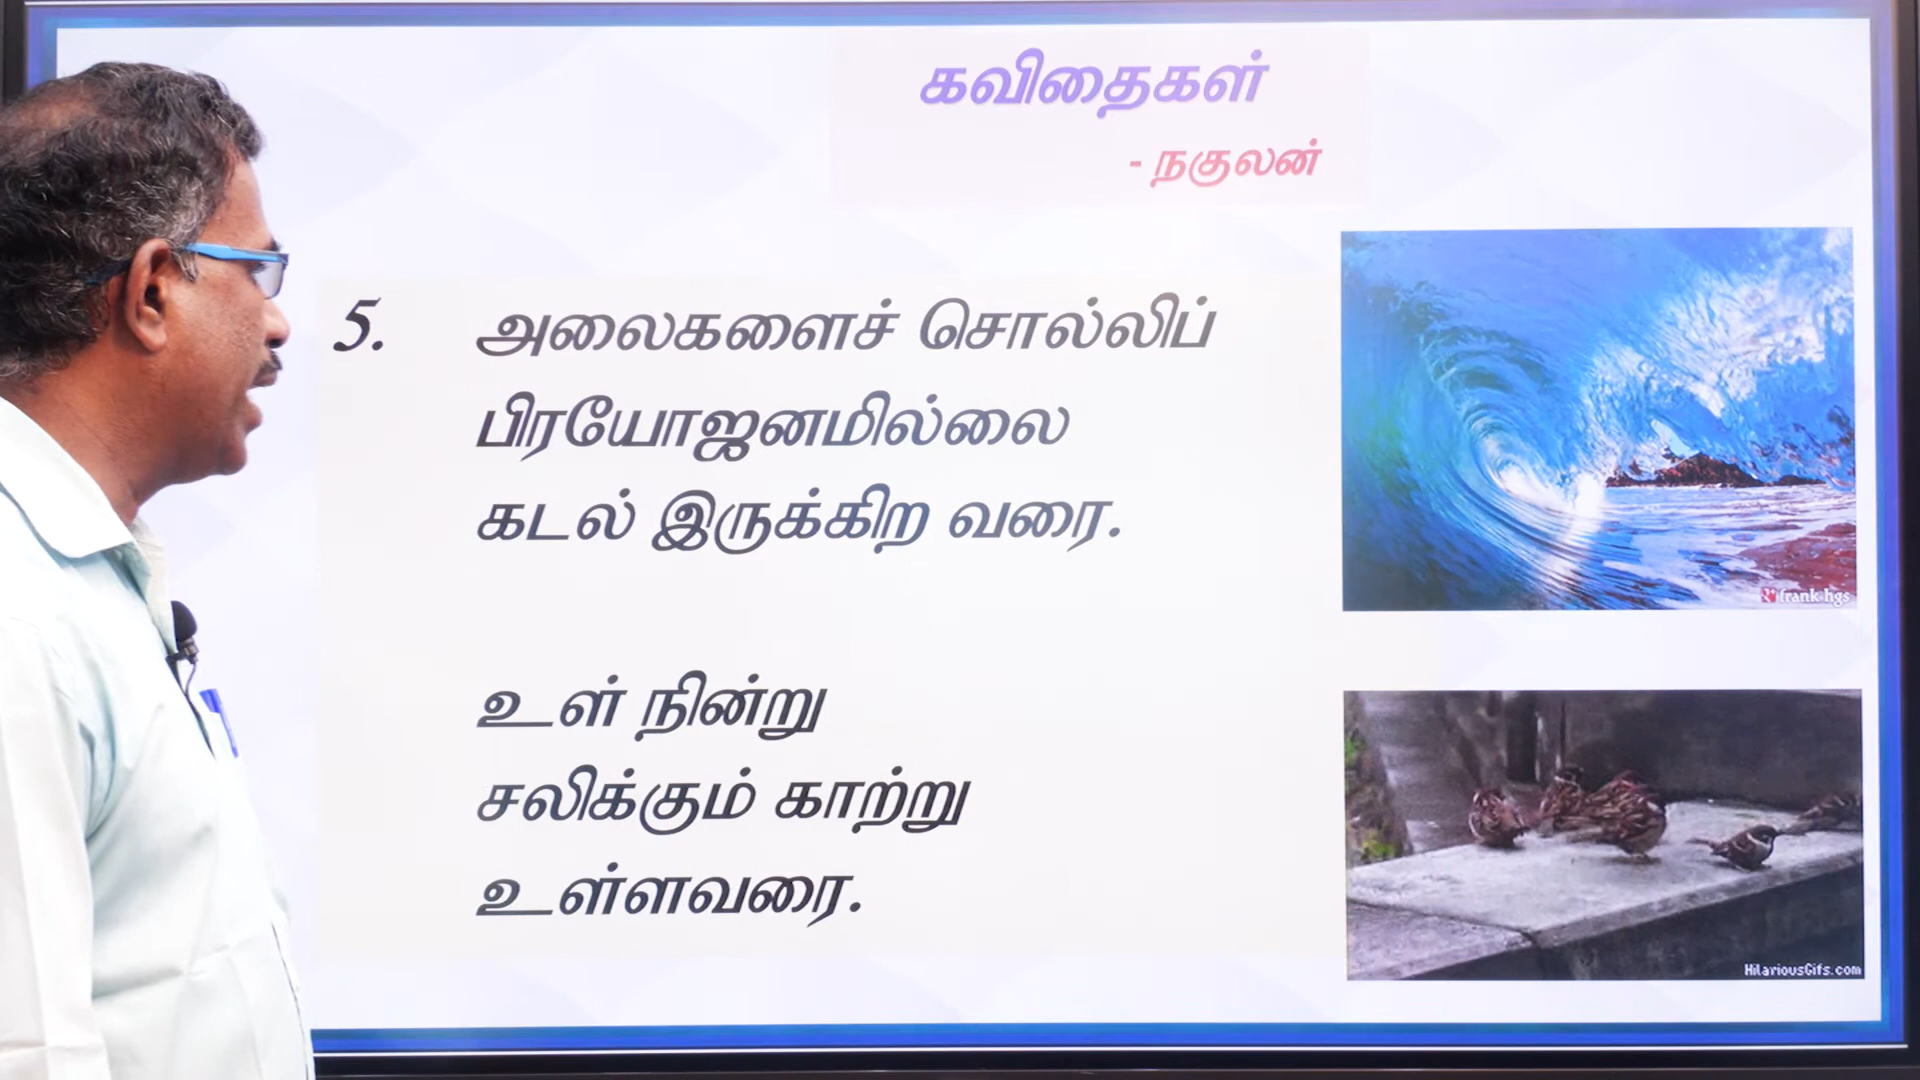 கவிதைகள்
- நகுலன்
5. அலைகளைச் சொல்லிப்
பிரயோஜனமில்லை
கடல் இருக்கிற வரை.
உள் நின்று
சலிக்கும் காற்று
உள்ளவரை.
frank hgs
HilariousGifs.com